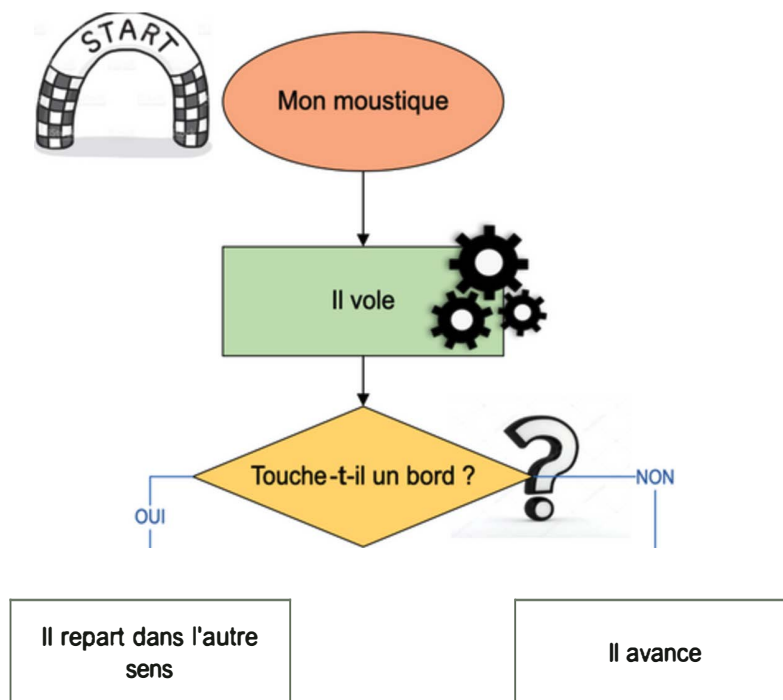 START
Mon moustique
Il vole
Touche-t-il un bord ?
NON
OUI
Il repart dans l'autre
sens
Il avance